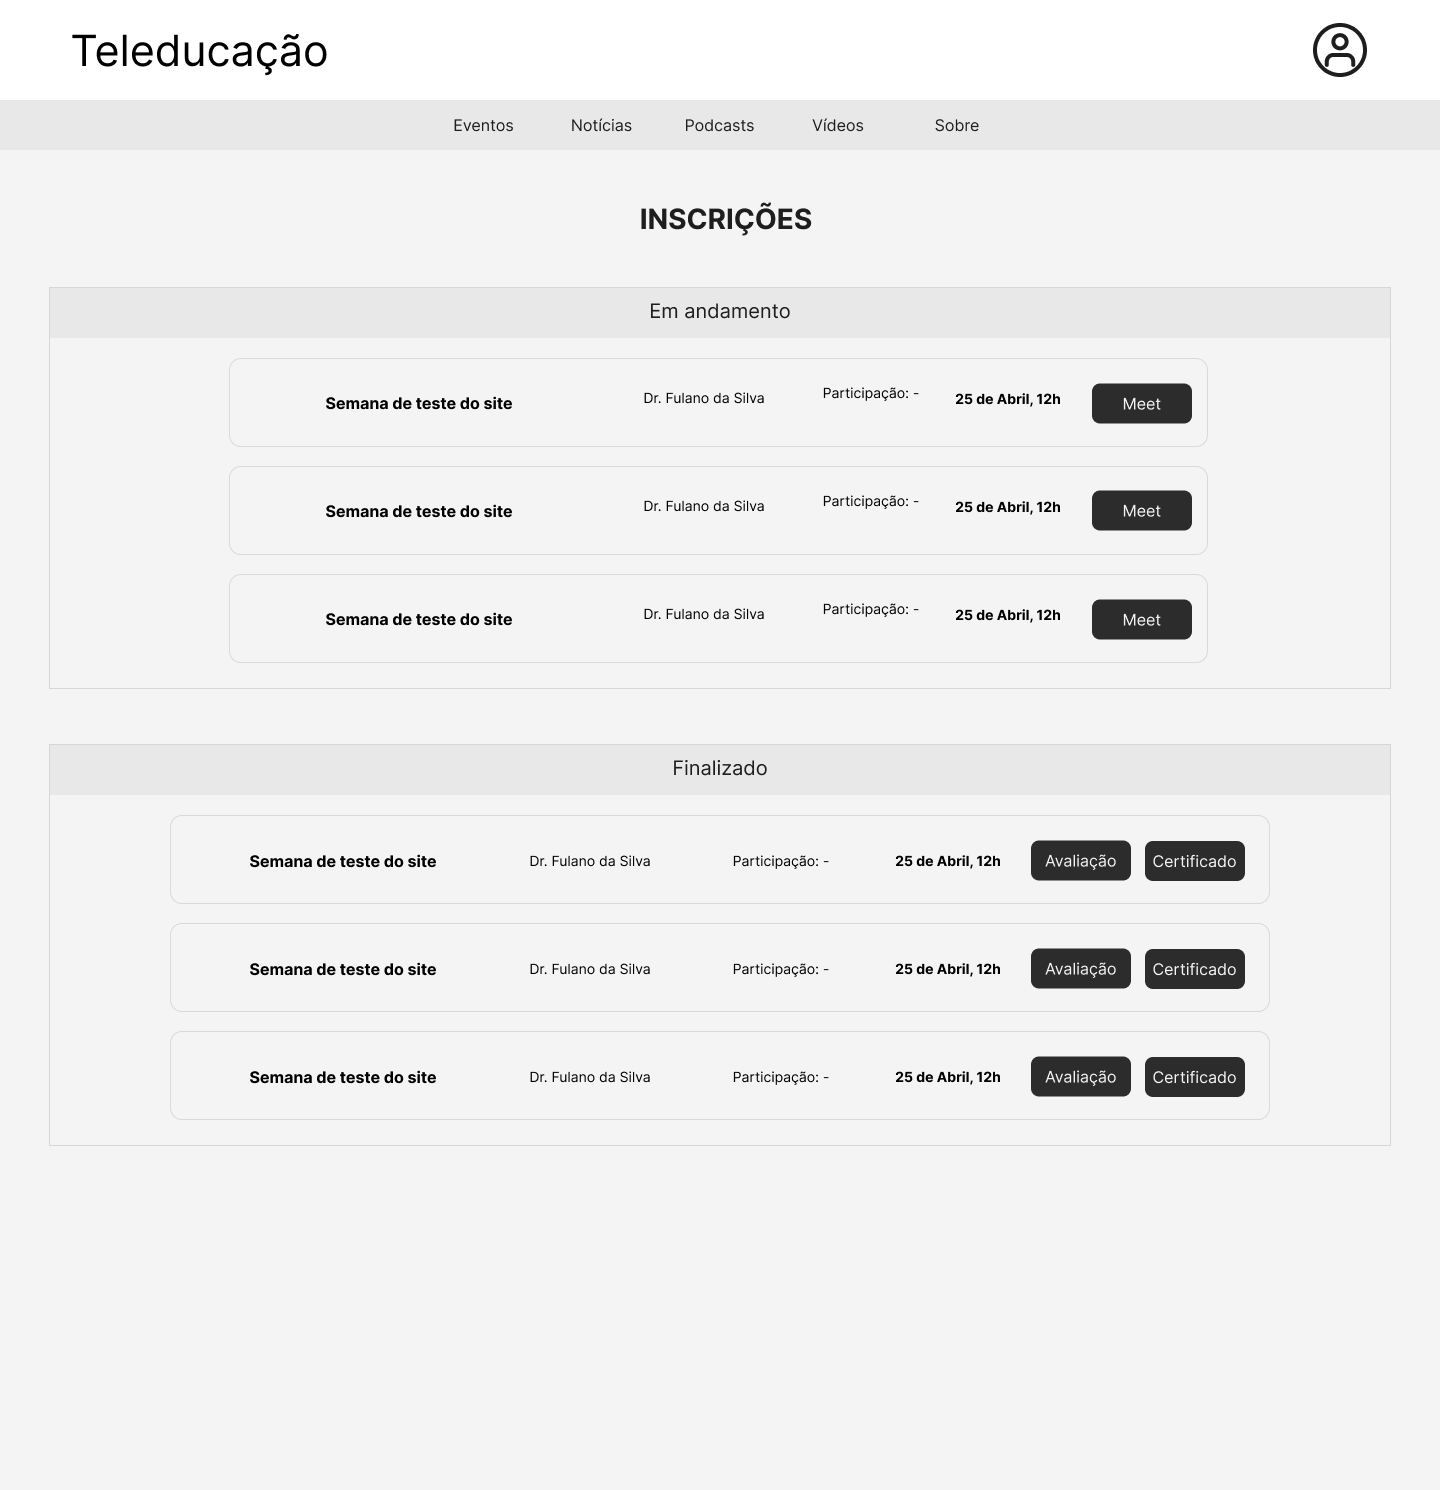 Teleducação
Eventos Notícias Podcasts Vídeos Sobre
INSCRIÇÕES
Em andamento
Semana de teste do site Dr. Fulano da Silva Participação: - 25 de Abril, 12h Meet
Semana de teste do site Dr. Fulano da Silva Participação: - 25 de Abril, 12h Meet
Semana de teste do site Dr. Fulano da Silva Participação: - 25 de Abril, 12h Meet
Finalizado
Semana de teste do site Dr. Fulano da Silva Participação: - 25 de Abril, 12h Avaliação Certificado
Semana de teste do site Dr. Fulano da Silva Participação: - 25 de Abril, 12h Avaliação Certificado
Semana de teste do site Dr. Fulano da Silva Participação: - 25 de Abril, 12h Avaliação Certificado